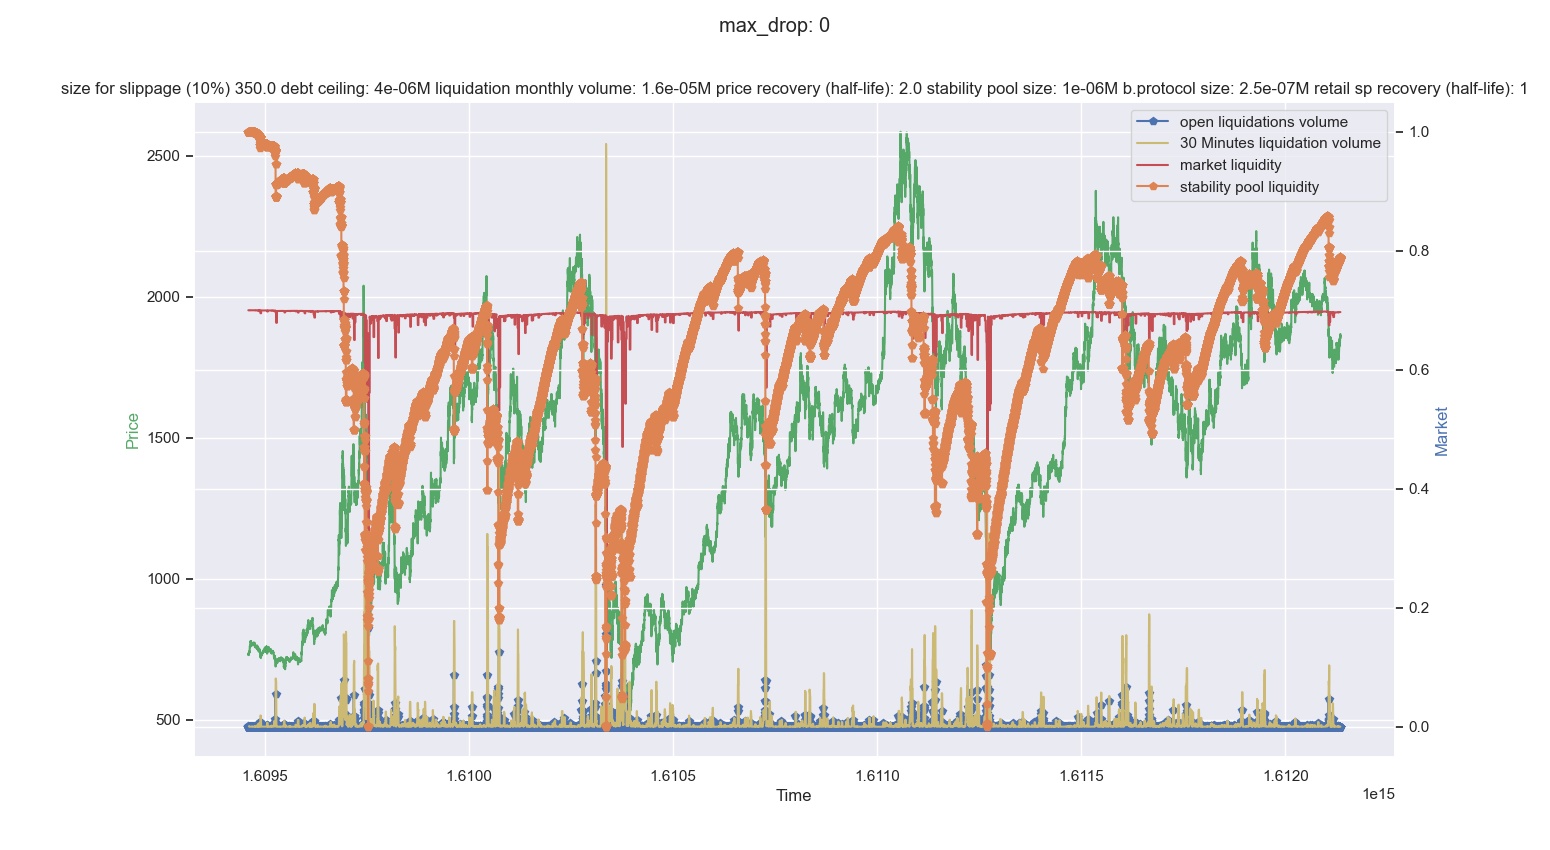 max_drop: 0
size for slippage (10%) 350.0 debt ceiling: 4e-06M liquidation monthly volume: 1.6e-05M price recovery (half-life): 2.0 stability pool size: 1e-06M b.protocol size: 2.5e-07M retail sp recovery (half-life): 1
open liquidations volume
30 Minutes liquidation volume
market liquidity
stability pool liquidity
2500
2000
1500
1000
500
Price
1.0
0.8
0.6
0.4
0.2
0.0
Market
1.6095
1.6100
1.6105
1.6110
1.6115
1.6120
Time
1e15